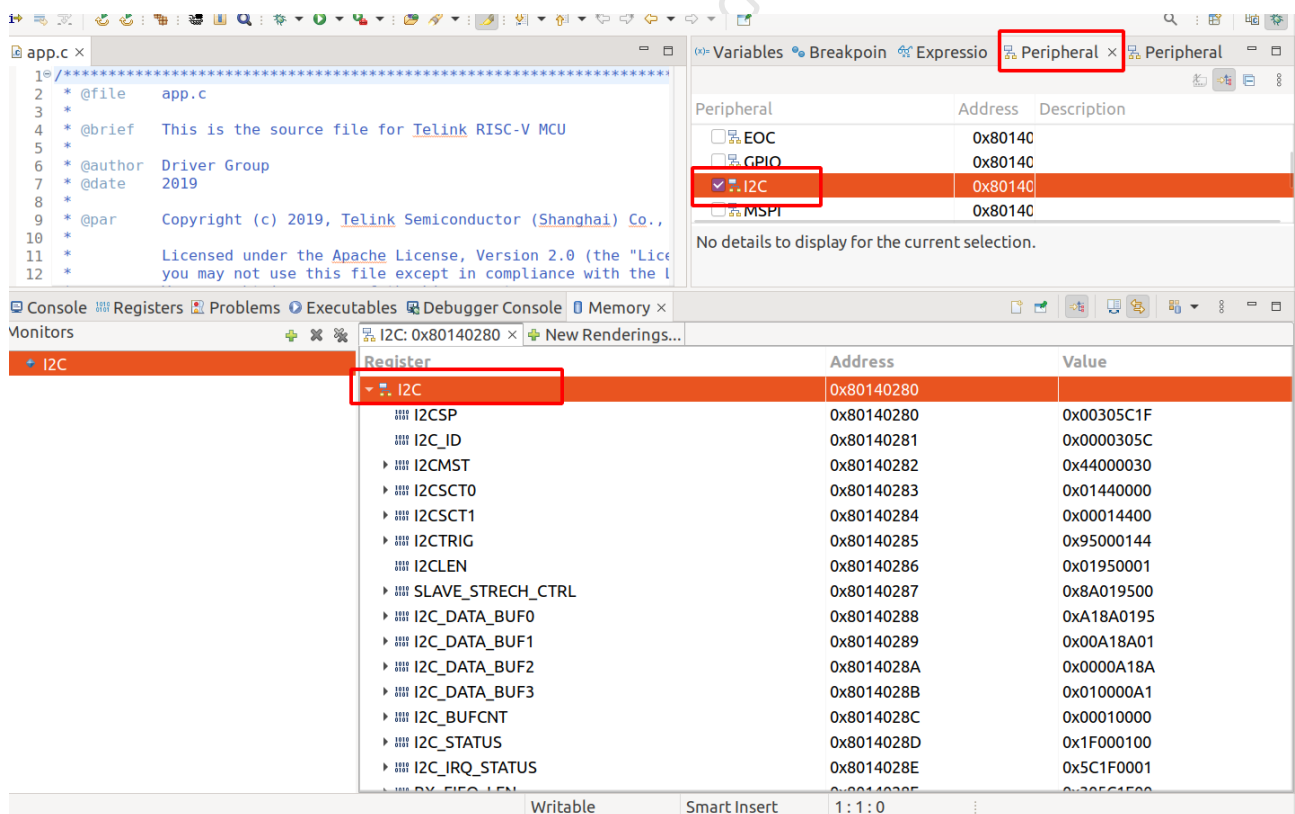 app.c ×
Variables Breakpoin Expressio Peripheral × Peripheral
1 /********************************************************************
2 * @file app.c
3 *
4 * @brief This is the source file for Telink RISC-V MCU
5 *
6 * @author Driver Group
7 * @date 2019
8 *
9 * @par Copyright (c) 2019, Telink Semiconductor (Shanghai) Co.,
10 *
11 * Licensed under the Apache License, Version 2.0 (the "Lice
12 * you may not use this file except in compliance with the L
Peripheral Address Description
EOC 0x80140
GPIO 0x80140
I2C 0x80140
MSPI 0x80140
No details to display for the current selection.
Console Registers Problems Executables Debugger Console Memory ×
Monitors
I2C: 0x80140280 × New Renderings...
I2C
Register Address Value
I2C 0x80140280
I2CSP 0x80140280 0x00305C1F
I2C_ID 0x80140281 0x0000305C
I2CMST 0x80140282 0x44000030
I2CSCT0 0x80140283 0x01440000
I2CSCT1 0x80140284 0x00014400
I2CTRIG 0x80140285 0x95000144
I2CLEN 0x80140286 0x01950001
SLAVE_STRECH_CTRL 0x80140287 0x8A019500
I2C_DATA_BUF0 0x80140288 0xA18A0195
I2C_DATA_BUF1 0x80140289 0x00A18A01
I2C_DATA_BUF2 0x8014028A 0x0000A18A
I2C_DATA_BUF3 0x8014028B 0x010000A1
I2C_BUFCNT 0x8014028C 0x00010000
I2C_STATUS 0x8014028D 0x1F000100
I2C_IRQ_STATUS 0x8014028E 0x5C1F0001
Writable Smart Insert 1:1:0